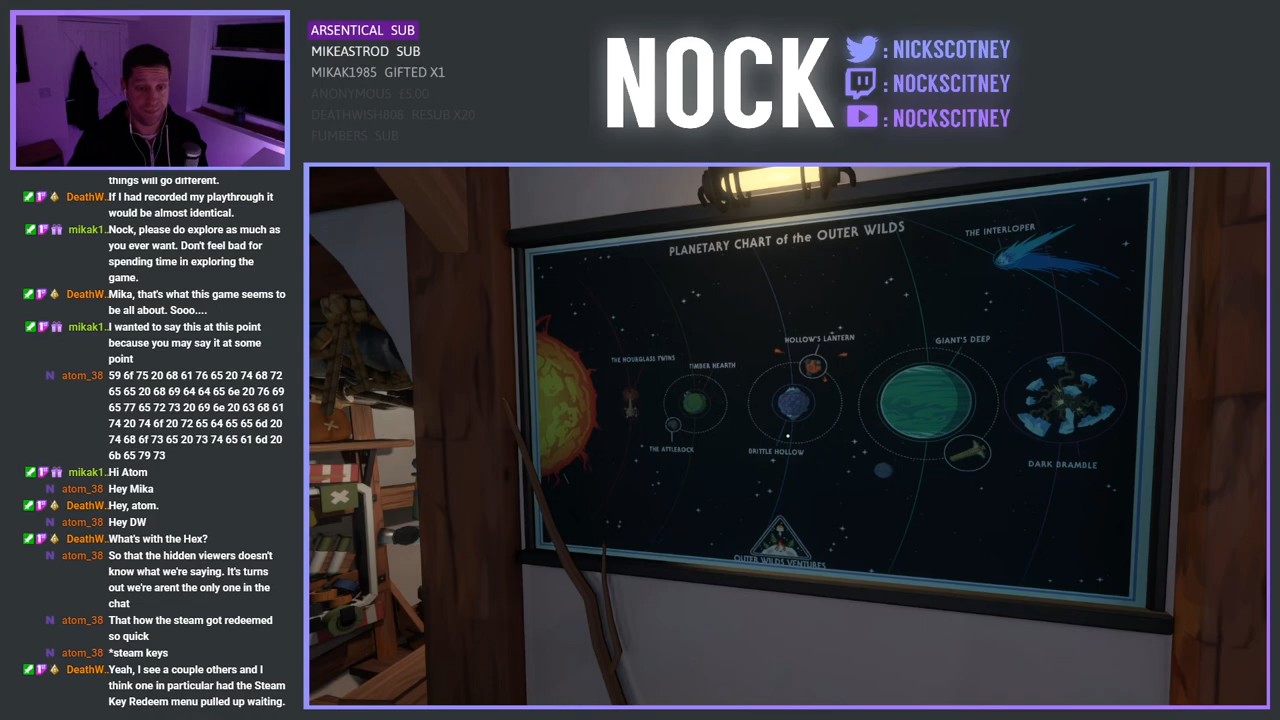 ARSENTICAL SUB
MIKEASTROD SUB
MIKAK1985 GIFTED X1
ANONYMOUS £5.00
DEATHWISH808 RESUB X20
FUMBERS SUB
NOCK
: NICKSCOTNEY
: NOCKSCITNEY
: NOCKSCITNEY
things will go different.
DeathW.. If I had recorded my playthrough it
would be almost identical.
mikak1.. Nock, please do explore as much as
you ever want. Don't feel bad for
spending time in exploring the
game.
DeathW.. Mika, that's what this game seems to
be all about. Sooo....
mikak1.. I wanted to say this at this point
because you may say it at some
point
atom_38 59 6f 75 20 68 61 76 65 20 74 68 72
65 65 20 68 69 64 64 65 6e 20 76 69
65 77 65 72 73 20 69 6e 20 63 68 61
74 20 74 6f 20 72 65 64 65 65 6d 20
74 68 6f 73 65 20 73 74 65 61 6d 20
6b 65 79 73
mikak1.. Hi Atom
atom_38 Hey Mika
DeathW.. Hey, atom.
atom_38 Hey DW
DeathW.. What's with the Hex?
atom_38 So that the hidden viewers doesn't
know what we're saying. It's turns
out we're arent the only one in the
chat
atom_38 That how the steam got redeemed
so quick
atom_38 *steam keys
DeathW.. Yeah, I see a couple others and I
think one in particular had the Steam
Key Redeem menu pulled up waiting.
PLANETARY CHART of the OUTER WILDS
THE INTERLOPER
HOLLOW'S LANTERN
GIANT'S DEEP
THE HOURGLASS TWINS
TIMBER HEARTH
THE ATTLEROCK
BRITTLE HOLLOW
DARK BRAMBLE
OUTER WILDS VENTURES